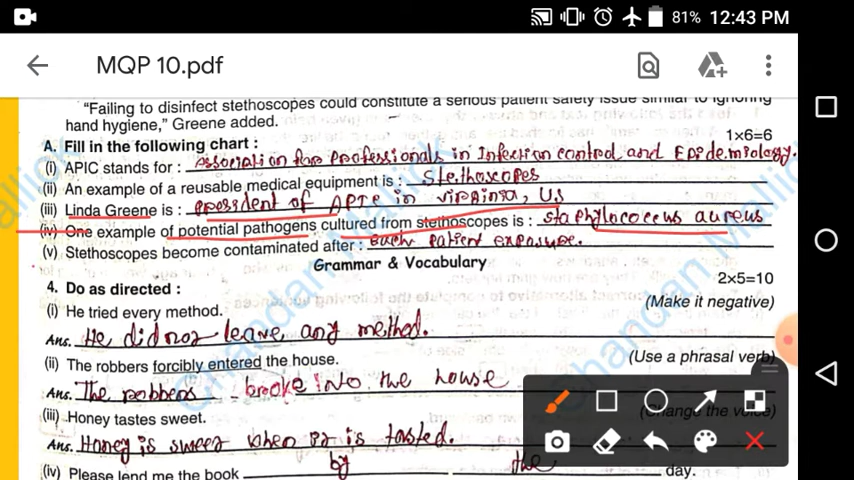 81% 12:43 PM
MQP 10.pdf
"Failing to disinfect stethoscopes could constitute a serious patient safety issue similar to ignoring
hand hygiene," Greene added.
A. Fill in the following chart : 1×6=6
(i) APIC stands for : Association for Professionals in Infection control and Epidemiology.
(ii) An example of a reusable medical equipment is : Stethoscopes
(iii) Linda Greene is : president of APIC in virginia, US
(iv) One example of potential pathogens cultured from stethoscopes is : staphylococcus aureus
(v) Stethoscopes become contaminated after : Each patient exposure.
Grammar & Vocabulary
4. Do as directed : 2×5=10
(i) He tried every method. (Make it negative)
Ans. He did not leave any method.
(ii) The robbers forcibly entered the house. (Use a phrasal verb)
Ans. The robbers broke into the house
(iii) Honey tastes sweet. (Change the voice)
Ans. Honey is sweet when it is tasted.
(iv) Please lend me the book by the day.